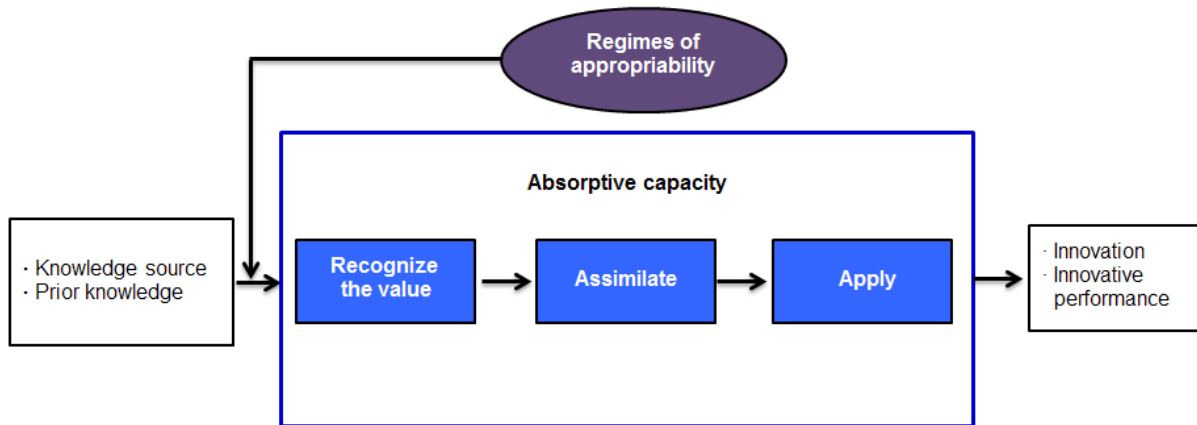 Regimes of
appropriability
Absorptive capacity
· Knowledge source
· Prior knowledge
Recognize
the value
Assimilate
Apply
· Innovation
· Innovative
performance